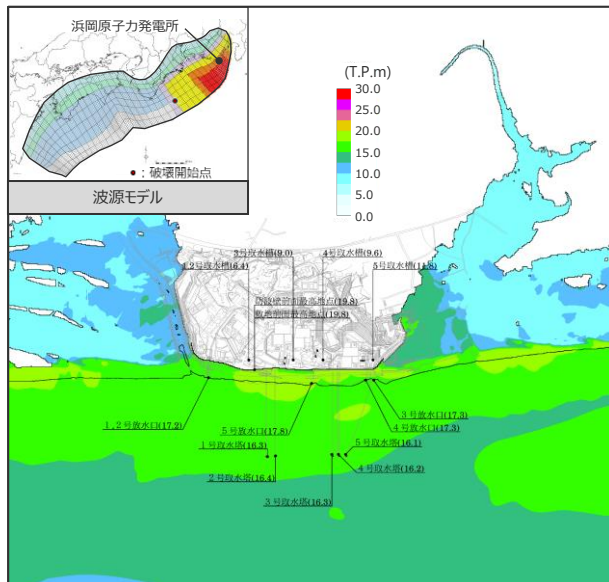 浜岡原子力発電所
●：破壊開始点
波源モデル
(T.P.m)
30.0
25.0
20.0
15.0
10.0
5.0
0.0
3号取水槽(9.0)
4号取水槽(9.6)
1,2号取水槽(6.4)
5号取水槽(11.8)
防波壁前面最高地点(19.8)
敷地前面最高地点(19.8)
1,2号放水口(17.2)
5号放水口(17.8)
3号放水口(17.3)
4号放水口(17.3)
1号取水塔(16.3)
5号取水塔(16.1)
2号取水塔(16.4)
4号取水塔(16.2)
3号取水塔(16.3)